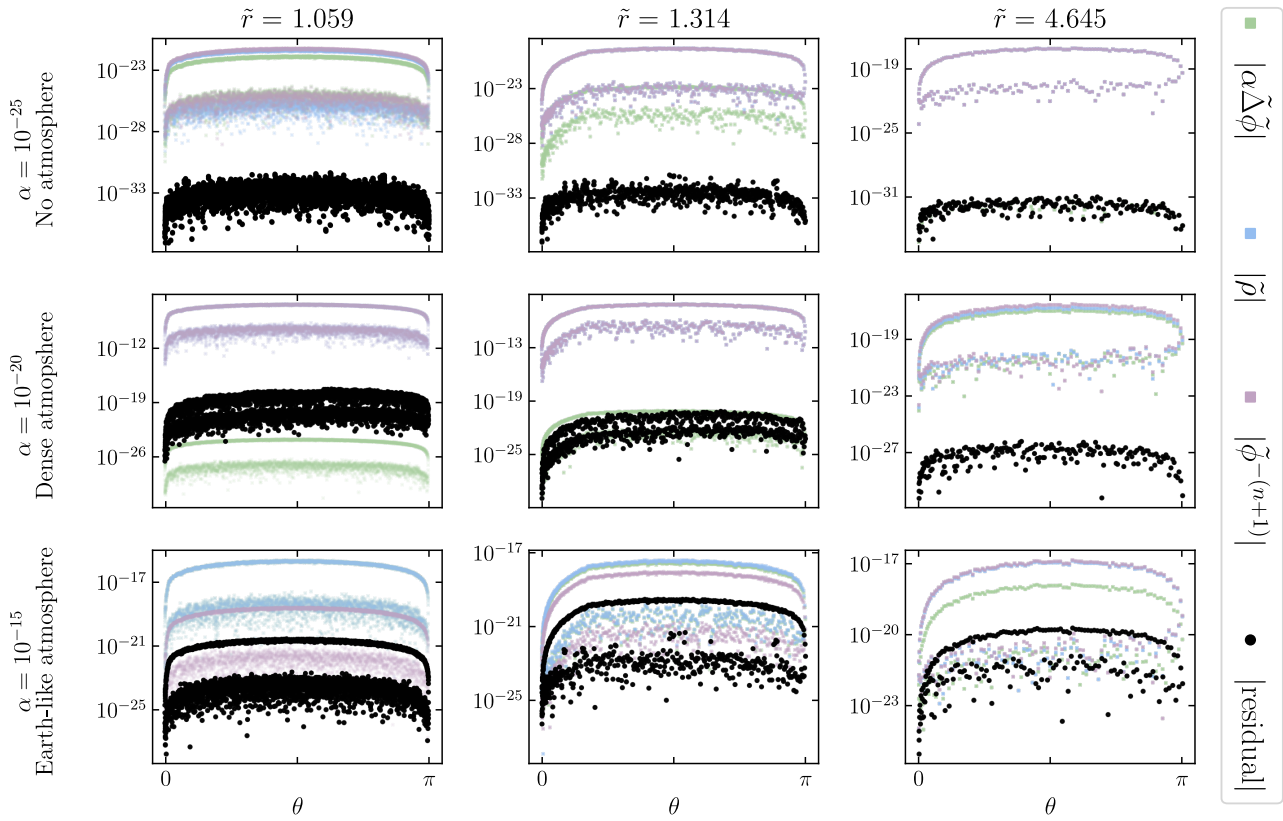 r̃ = 1.059
r̃ = 1.314
r̃ = 4.645
α = 10⁻²⁵
No atmosphere
10⁻²³
10⁻²⁸
10⁻³³
10⁻²³
10⁻²⁸
10⁻³³
10⁻¹⁹
10⁻²⁵
10⁻³¹
α = 10⁻²⁰
Dense atmopshere
10⁻¹²
10⁻¹⁹
10⁻²⁶
10⁻¹³
10⁻¹⁹
10⁻²⁵
10⁻¹⁹
10⁻²³
10⁻²⁷
α = 10⁻¹⁵
Earth-like atmosphere
10⁻¹⁷
10⁻²¹
10⁻²⁵
10⁻¹⁷
10⁻²¹
10⁻²⁵
10⁻¹⁷
10⁻²⁰
10⁻²³
0 π
0 π
0 π
θ
θ
θ
|αΔ̃φ̃|
|ρ̃|
|φ̃⁻⁽ⁿ⁺¹⁾|
|residual|